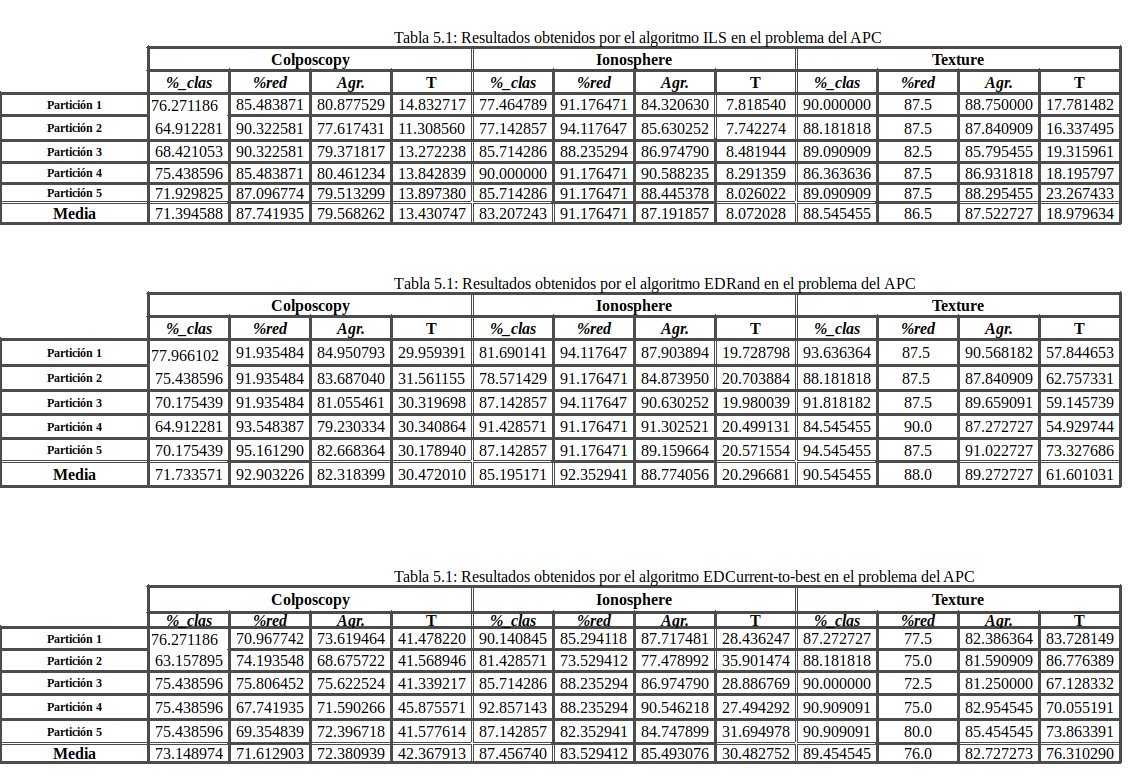 Tabla 5.1: Resultados obtenidos por el algoritmo ILS en el problema del APC
Colposcopy Ionosphere Texture
%_clas %red Agr. T %_clas %red Agr. T %_clas %red Agr. T
Partición 1 76.271186 85.483871 80.877529 14.832717 77.464789 91.176471 84.320630 7.818540 90.000000 87.5 88.750000 17.781482
Partición 2 64.912281 90.322581 77.617431 11.308560 77.142857 94.117647 85.630252 7.742274 88.181818 87.5 87.840909 16.337495
Partición 3 68.421053 90.322581 79.371817 13.272238 85.714286 88.235294 86.974790 8.481944 89.090909 82.5 85.795455 19.315961
Partición 4 75.438596 85.483871 80.461234 13.842839 90.000000 91.176471 90.588235 8.291359 86.363636 87.5 86.931818 18.195797
Partición 5 71.929825 87.096774 79.513299 13.897380 85.714286 91.176471 88.445378 8.026022 89.090909 87.5 88.295455 23.267433
Media 71.394588 87.741935 79.568262 13.430747 83.207243 91.176471 87.191857 8.072028 88.545455 86.5 87.522727 18.979634
Tabla 5.1: Resultados obtenidos por el algoritmo EDRand en el problema del APC
Colposcopy Ionosphere Texture
%_clas %red Agr. T %_clas %red Agr. T %_clas %red Agr. T
Partición 1 77.966102 91.935484 84.950793 29.959391 81.690141 94.117647 87.903894 19.728798 93.636364 87.5 90.568182 57.844653
Partición 2 75.438596 91.935484 83.687040 31.561155 78.571429 91.176471 84.873950 20.703884 88.181818 87.5 87.840909 62.757331
Partición 3 70.175439 91.935484 81.055461 30.319698 87.142857 94.117647 90.630252 19.980039 91.818182 87.5 89.659091 59.145739
Partición 4 64.912281 93.548387 79.230334 30.340864 91.428571 91.176471 91.302521 20.499131 84.545455 90.0 87.272727 54.929744
Partición 5 70.175439 95.161290 82.668364 30.178940 87.142857 91.176471 89.159664 20.571554 94.545455 87.5 91.022727 73.327686
Media 71.733571 92.903226 82.318399 30.472010 85.195171 92.352941 88.774056 20.296681 90.545455 88.0 89.272727 61.601031
Tabla 5.1: Resultados obtenidos por el algoritmo EDCurrent-to-best en el problema del APC
Colposcopy Ionosphere Texture
%_clas %red Agr. T %_clas %red Agr. T %_clas %red Agr. T
Partición 1 76.271186 70.967742 73.619464 41.478220 90.140845 85.294118 87.717481 28.436247 87.272727 77.5 82.386364 83.728149
Partición 2 63.157895 74.193548 68.675722 41.568946 81.428571 73.529412 77.478992 35.901474 88.181818 75.0 81.590909 86.776389
Partición 3 75.438596 75.806452 75.622524 41.339217 85.714286 88.235294 86.974790 28.886769 90.000000 72.5 81.250000 67.128332
Partición 4 75.438596 67.741935 71.590266 45.875571 92.857143 88.235294 90.546218 27.494292 90.909091 75.0 82.954545 70.055191
Partición 5 75.438596 69.354839 72.396718 41.577614 87.142857 82.352941 84.747899 31.694978 90.909091 80.0 85.454545 73.863391
Media 73.148974 71.612903 72.380939 42.367913 87.456740 83.529412 85.493076 30.482752 89.454545 76.0 82.727273 76.310290